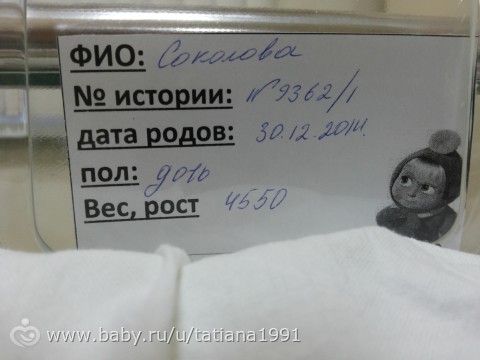 ФИО: Соколова
№ истории: №9362/1
дата родов: 30.12.2014.
пол: дочь
Вес, рост 4550
www.baby.ru/u/tatiana1991